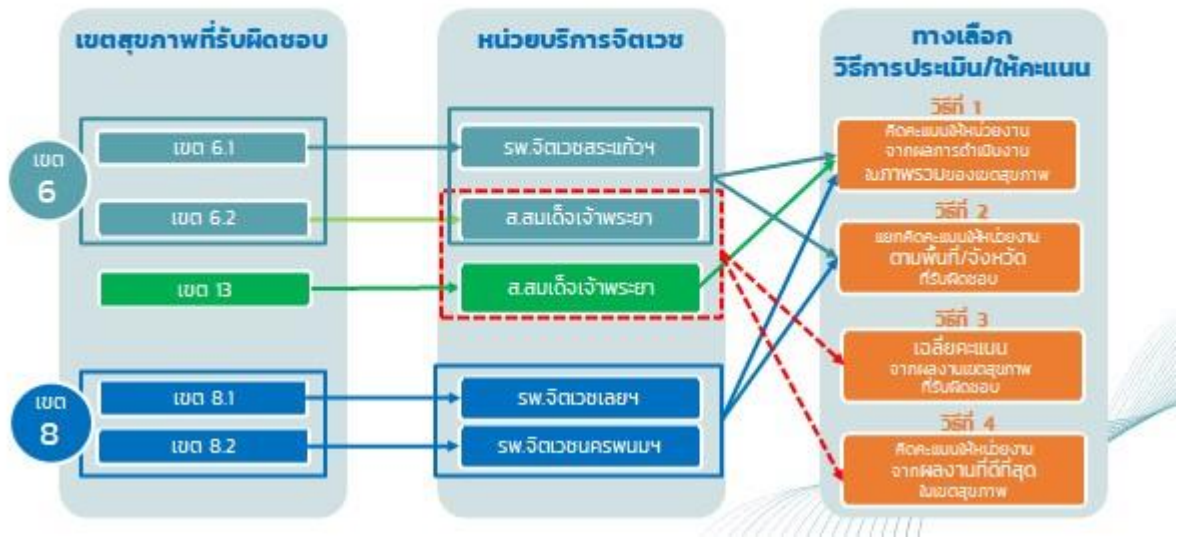 เขตสุขภาพที่รับผิดชอบ
เขต
6
เขต 6.1
เขต 6.2
เขต 13
เขต
8
เขต 8.1
เขต 8.2
หน่วยบริการจิตเวช
รพ.จิตเวชสระแก้วฯ
ส.สมเด็จเจ้าพระยา
ส.สมเด็จเจ้าพระยา
รพ.จิตเวชเลยฯ
รพ.จิตเวชนครพนมฯ
ทางเลือก
วิธีการประเมิน/ให้คะแนน
วิธีที่ 1
คิดคะแนนให้หน่วยงาน
จากผลการดำเนินงาน
ในภาพรวมของเขตสุขภาพ
วิธีที่ 2
แยกคิดคะแนนให้หน่วยงาน
ตามพื้นที่/จังหวัด
ที่รับผิดชอบ
วิธีที่ 3
เฉลี่ยคะแนน
จากผลงานเขตสุขภาพ
ที่รับผิดชอบ
วิธีที่ 4
คิดคะแนนให้หน่วยงาน
จากผลงานที่ดีที่สุด
ในเขตสุขภาพ